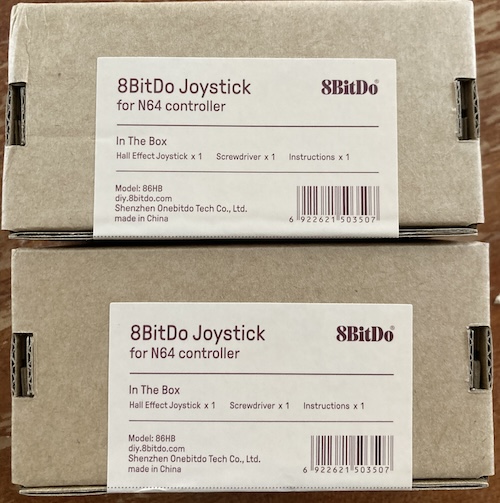 8BitDo Joystick
8BitDo®
for N64 controller
In The Box
Hall Effect Joystick x 1 Screwdriver x 1 Instructions x 1
Model: 86HB
diy.8bitdo.com
Shenzhen Onebitdo Tech Co., Ltd.
made in China
6 922621 503507
8BitDo Joystick
8BitDo®
for N64 controller
In The Box
Hall Effect Joystick x 1 Screwdriver x 1 Instructions x 1
Model: 86HB
diy.8bitdo.com
Shenzhen Onebitdo Tech Co., Ltd.
made in China
6 922621 503507